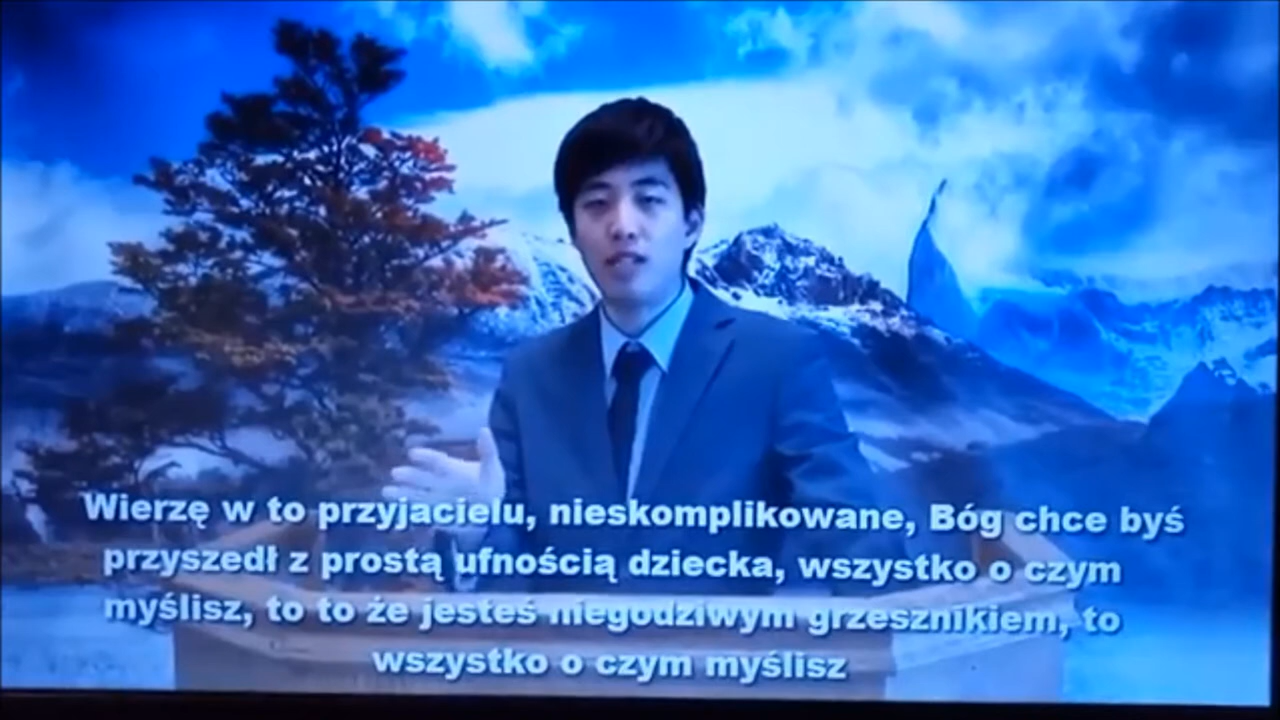 Wierzę w to przyjacielu, nieskomplikowane, Bóg chce byś
przyszedł z prostą ufnością dziecka, wszystko o czym
myślisz, to to że jesteś niegodziwym grzesznikiem, to
wszystko o czym myślisz